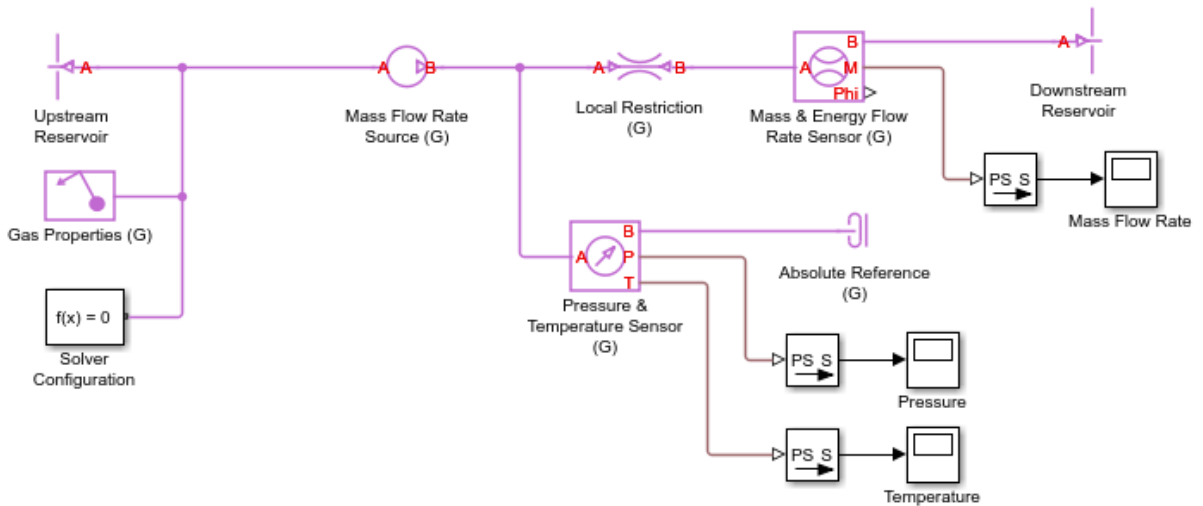 A
Upstream
Reservoir
A B
Mass Flow Rate
Source (G)
A B
Local Restriction
(G)
A B
M
Phi
Mass & Energy Flow
Rate Sensor (G)
A
Downstream
Reservoir
PS S
Mass Flow Rate
Gas Properties (G)
A B
P
T
Pressure &
Temperature Sensor
(G)
Absolute Reference
(G)
f(x) = 0
Solver
Configuration
PS S
Pressure
PS S
Temperature